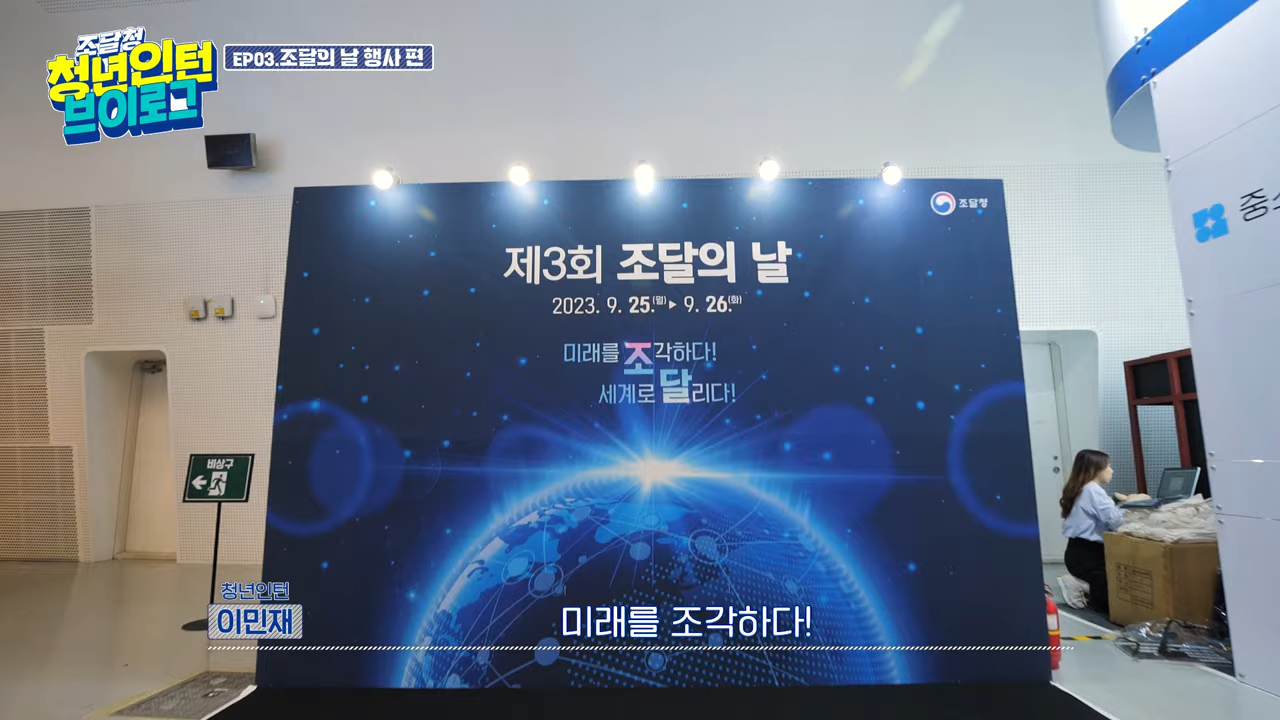 조달청
청년인턴
브이로그
EP03.조달의 날 행사 편
조달청
제3회 조달의 날
2023. 9. 25.(월) ▸ 9. 26.(화)
미래를 조각하다!
세계로 달리다!
비상구
청년인턴
이민재
미래를 조각하다!